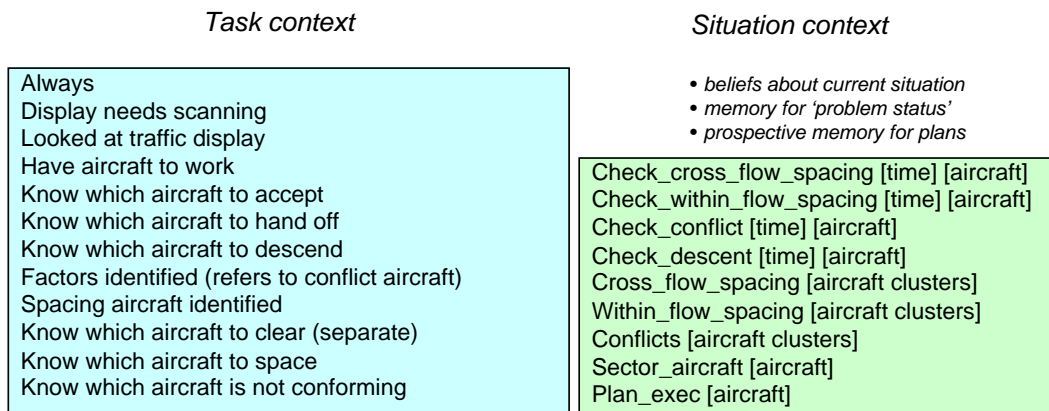 Task context
Always
Display needs scanning
Looked at traffic display
Have aircraft to work
Know which aircraft to accept
Know which aircraft to hand off
Know which aircraft to descend
Factors identified (refers to conflict aircraft)
Spacing aircraft identified
Know which aircraft to clear (separate)
Know which aircraft to space
Know which aircraft is not conforming
Situation context
• beliefs about current situation
• memory for ‘problem status’
• prospective memory for plans
Check_cross_flow_spacing [time] [aircraft]
Check_within_flow_spacing [time] [aircraft]
Check_conflict [time] [aircraft]
Check_descent [time] [aircraft]
Cross_flow_spacing [aircraft clusters]
Within_flow_spacing [aircraft clusters]
Conflicts [aircraft clusters]
Sector_aircraft [aircraft]
Plan_exec [aircraft]